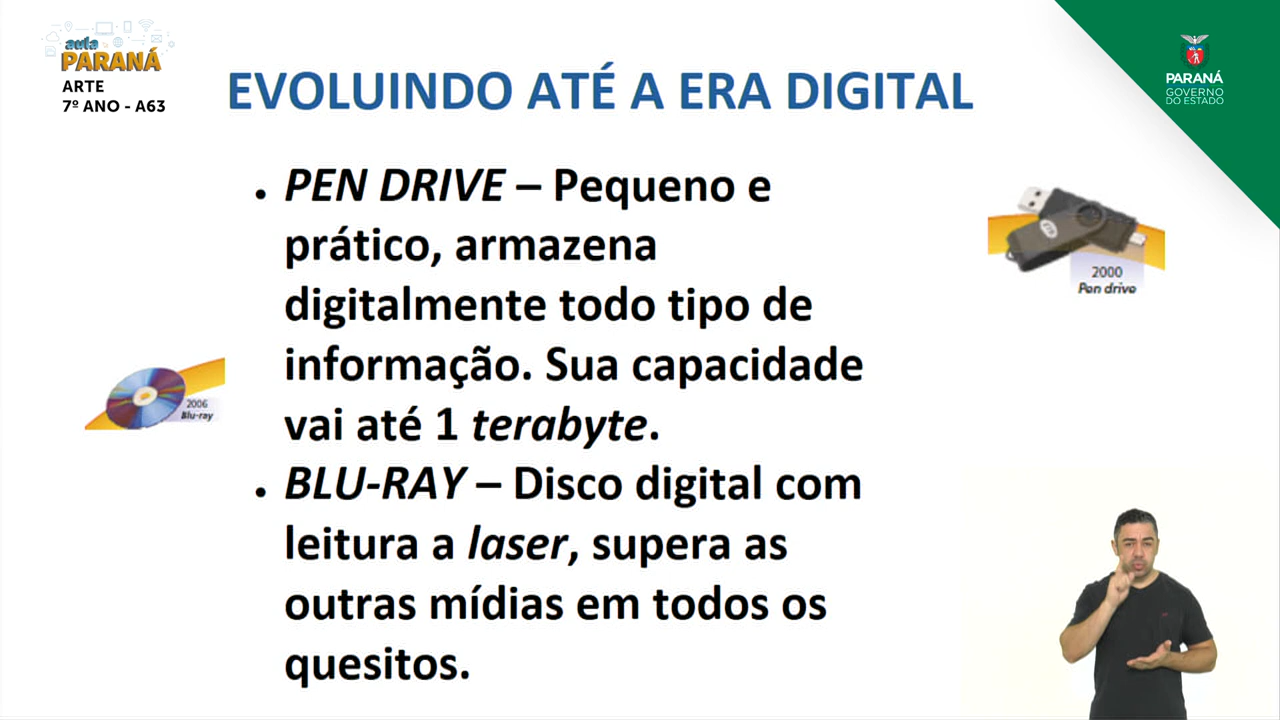 aula
PARANÁ
ARTE
7º ANO - A63
EVOLUINDO ATÉ A ERA DIGITAL
PARANÁ
GOVERNO
DO ESTADO
• PEN DRIVE – Pequeno e
prático, armazena
digitalmente todo tipo de
informação. Sua capacidade
vai até 1 terabyte.
• BLU-RAY – Disco digital com
leitura a laser, supera as
outras mídias em todos os
quesitos.
2000
Pen drive
2006
Blu-ray